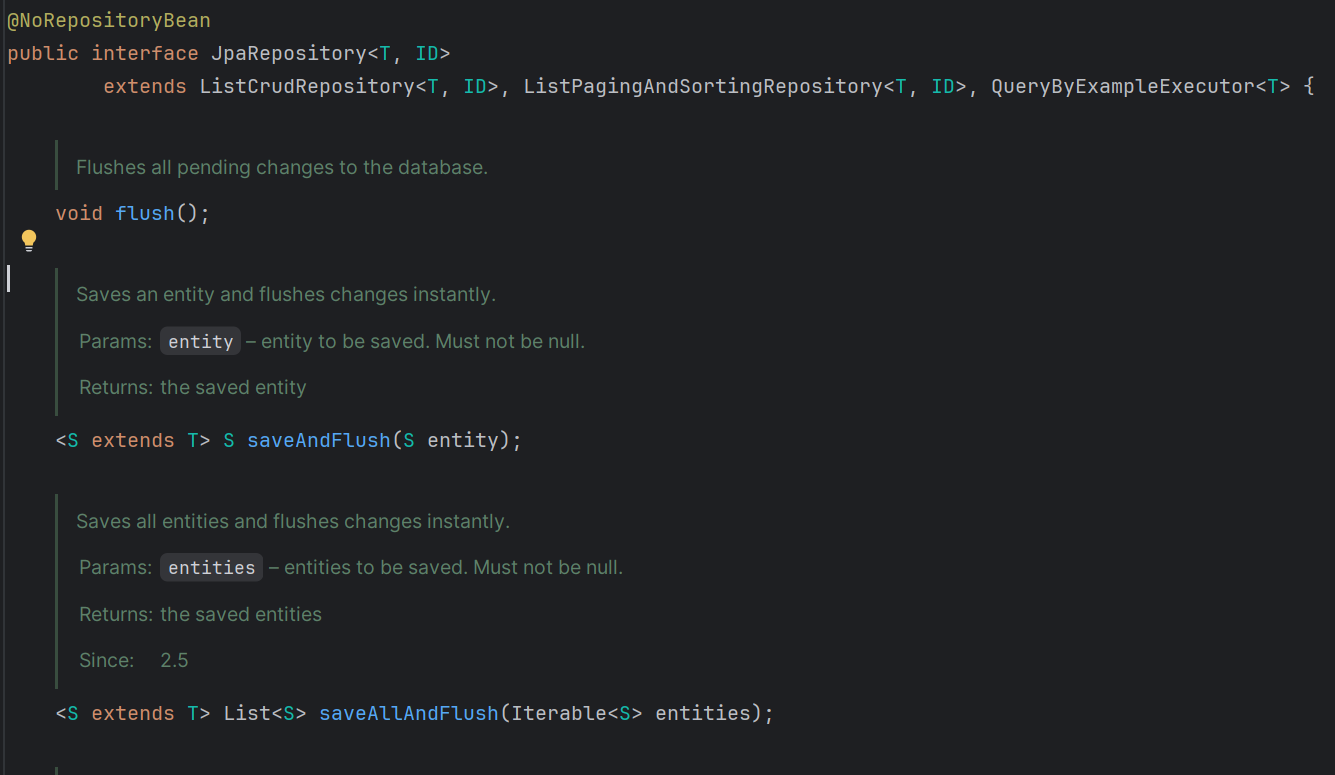 @NoRepositoryBean
public interface JpaRepository<T, ID>
extends ListCrudRepository<T, ID>, ListPagingAndSortingRepository<T, ID>, QueryByExampleExecutor<T> {
Flushes all pending changes to the database.
void flush();
Saves an entity and flushes changes instantly.
Params: entity – entity to be saved. Must not be null.
Returns: the saved entity
<S extends T> S saveAndFlush(S entity);
Saves all entities and flushes changes instantly.
Params: entities – entities to be saved. Must not be null.
Returns: the saved entities
Since: 2.5
<S extends T> List<S> saveAllAndFlush(Iterable<S> entities);